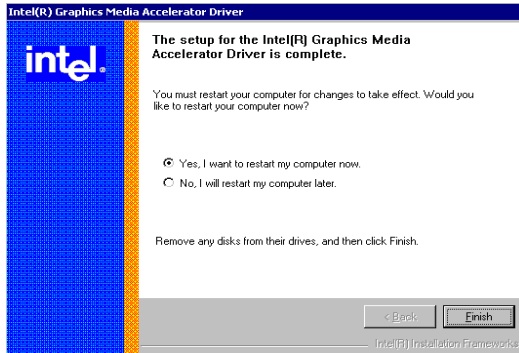 Intel(R) Graphics Media Accelerator Driver
intel®
The setup for the Intel(R) Graphics Media
Accelerator Driver is complete.
You must restart your computer for changes to take effect. Would you
like to restart your computer now?
Yes, I want to restart my computer now.
No, I will restart my computer later.
Remove any disks from their drives, and then click Finish.
< Back
Finish
Intel(R) Installation Frameworks